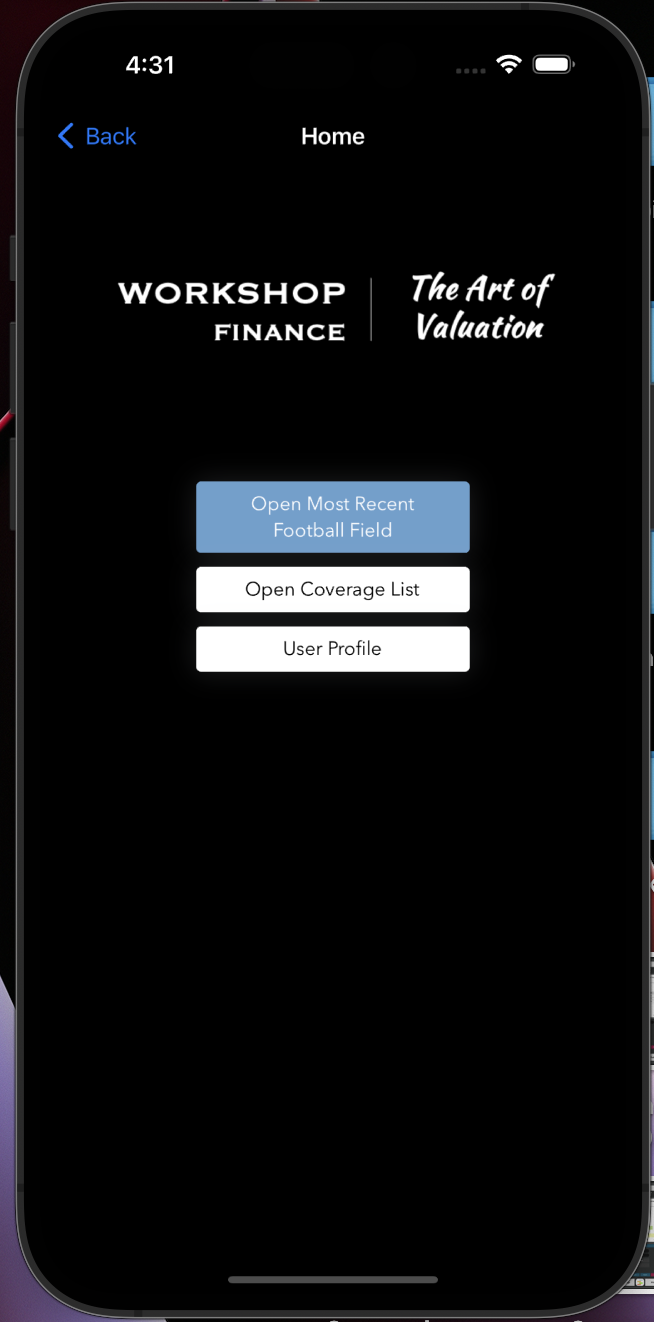 4:31
Back
Home
WORKSHOP
FINANCE
The Art of
Valuation
Open Most Recent
Football Field
Open Coverage List
User Profile